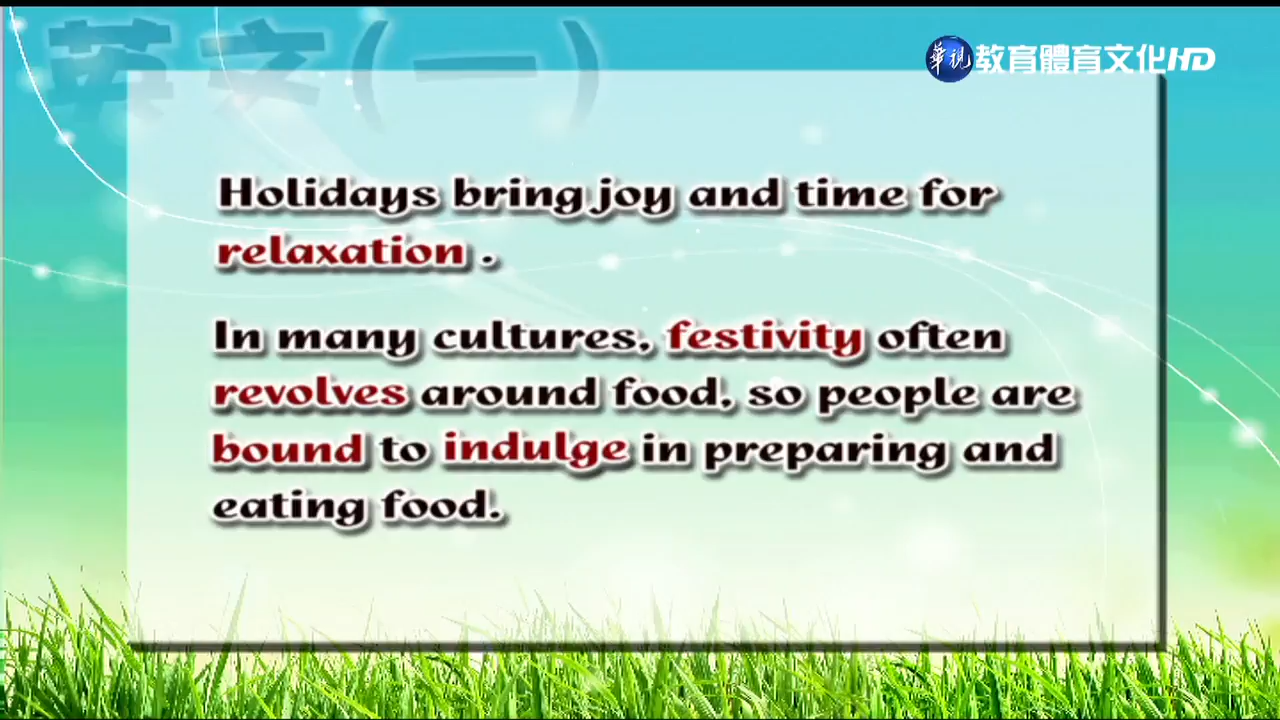 英文(一)
華視教育體育文化HD
Holidays bring joy and time for
relaxation .
In many cultures, festivity often
revolves around food, so people are
bound to indulge in preparing and
eating food.